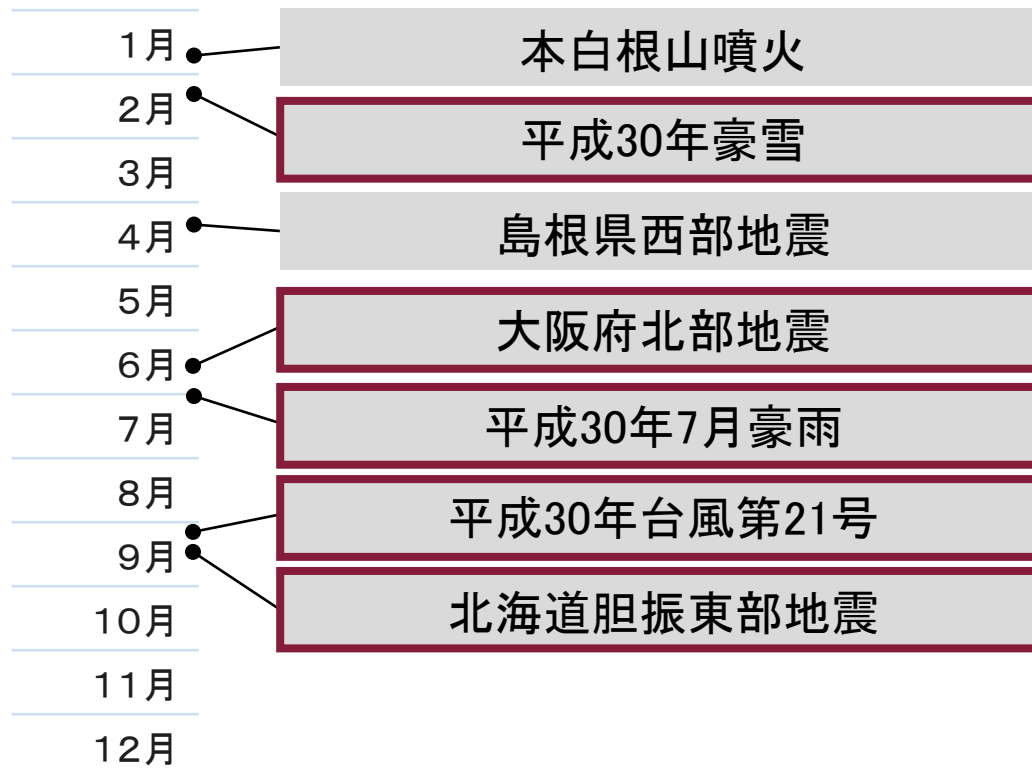 1月
本白根山噴火
2月
平成30年豪雪
3月
4月
島根県西部地震
5月
大阪府北部地震
6月
7月
平成30年7月豪雨
8月
平成30年台風第21号
9月
北海道胆振東部地震
10月
11月
12月